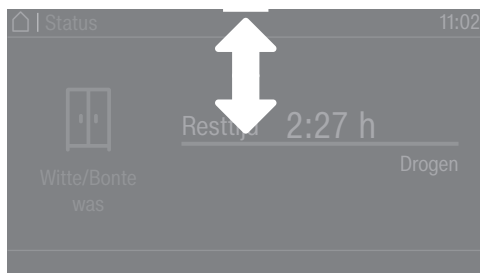 | Status 11:02
Resttijd 2:27 h
Drogen
Witte/Bonte
was